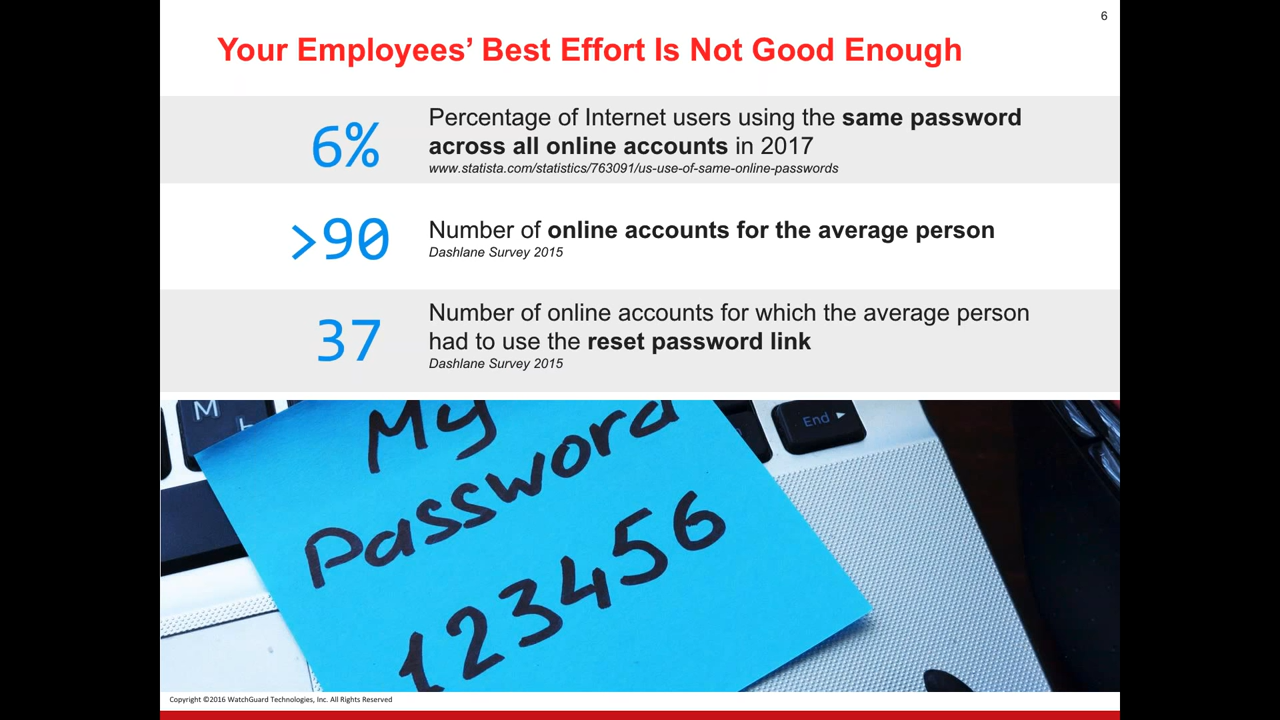 6
Your Employees’ Best Effort Is Not Good Enough
6%
Percentage of Internet users using the same password
across all online accounts in 2017
www.statista.com/statistics/763091/us-use-of-same-online-passwords
>90
Number of online accounts for the average person
Dashlane Survey 2015
37
Number of online accounts for which the average person
had to use the reset password link
Dashlane Survey 2015
M
Ь
End
My
Password
123456
Copyright ©2016 WatchGuard Technologies, Inc. All Rights Reserved